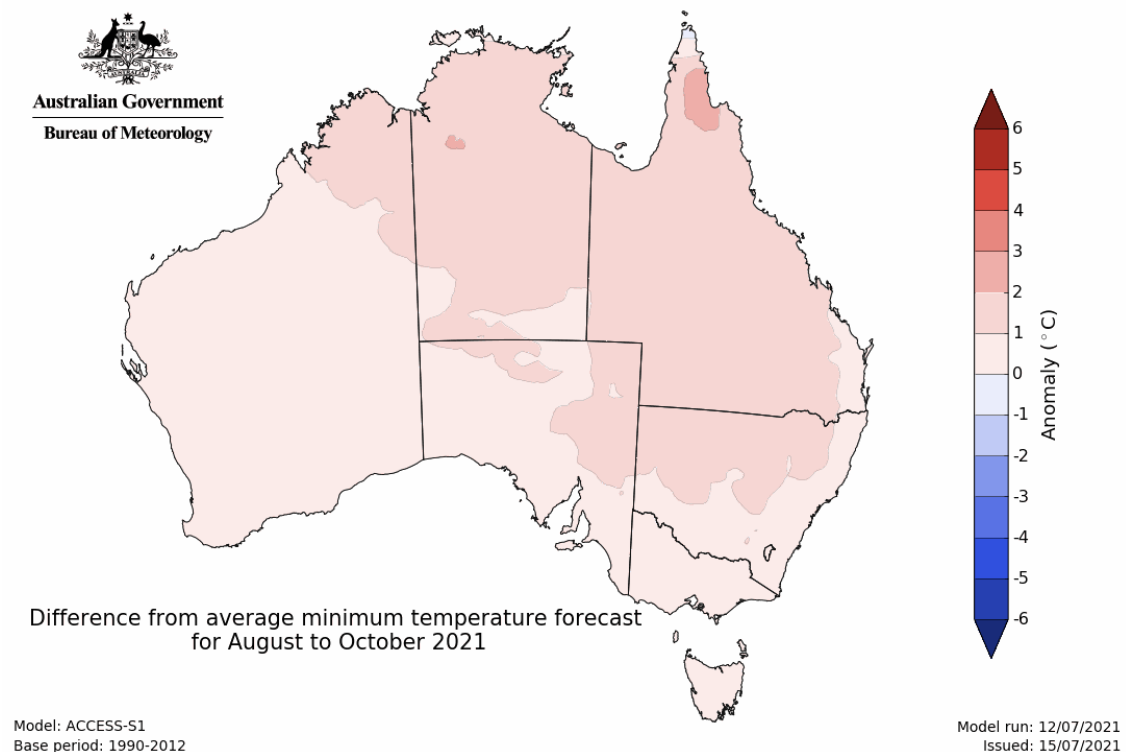 Australian Government
Bureau of Meteorology
6
5
4
3
2
1
0
-1
-2
-3
-4
-5
-6
Anomaly (°C)
Difference from average minimum temperature forecast
for August to October 2021
Model: ACCESS-S1
Base period: 1990-2012
Model run: 12/07/2021
Issued: 15/07/2021